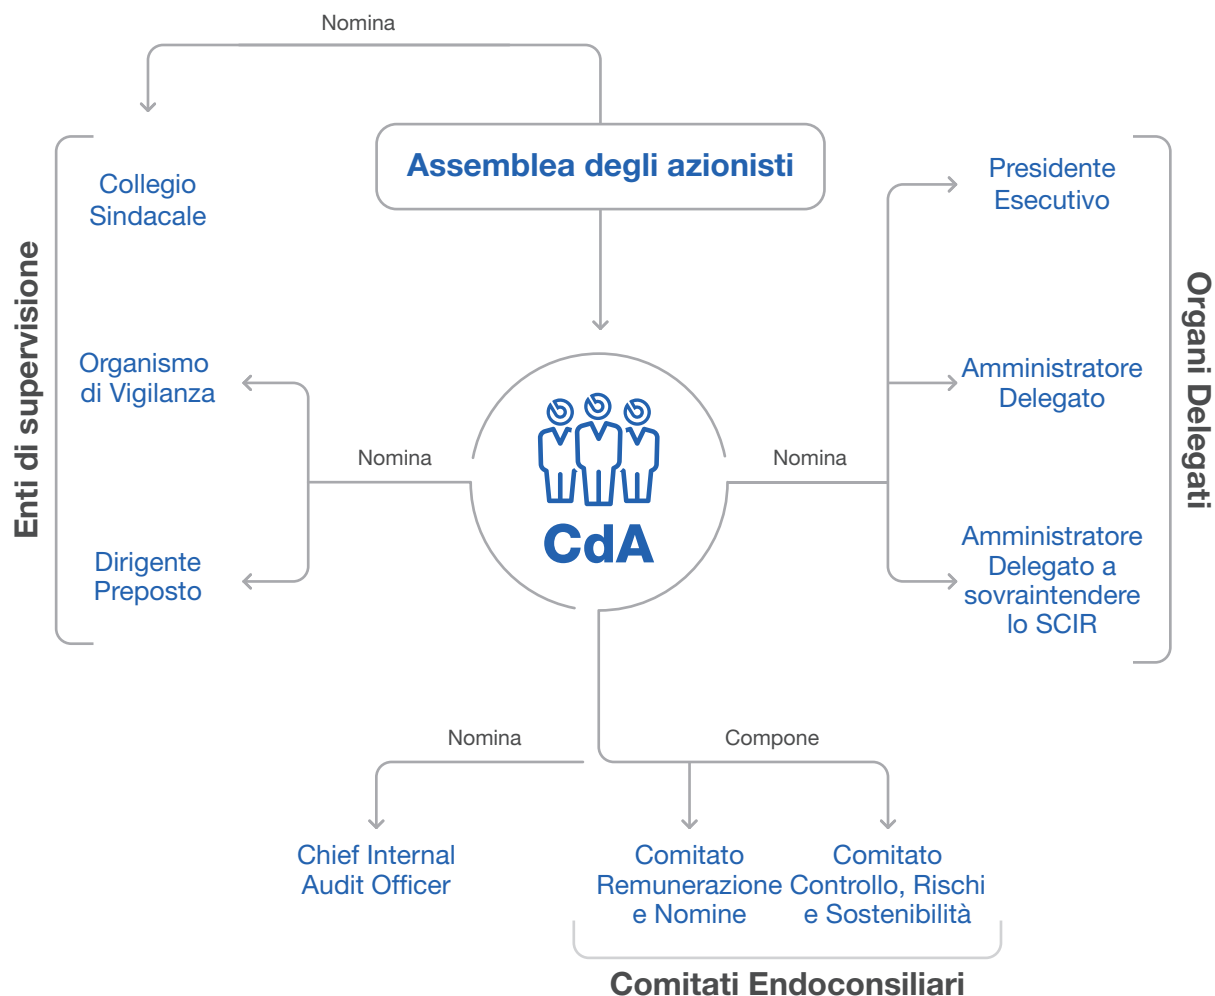 Nomina
Assemblea degli azionisti
Enti di supervisione
Collegio
Sindacale
Organismo
di Vigilanza
Dirigente
Preposto
Nomina
CdA
Nomina
Presidente
Esecutivo
Amministratore
Delegato
Amministratore
Delegato a
sovraintendere
lo SCIR
Organi Delegati
Nomina
Compone
Chief Internal
Audit Officer
Comitato
Remunerazione
e Nomine
Comitato
Controllo, Rischi
e Sostenibilità
Comitati Endoconsiliari